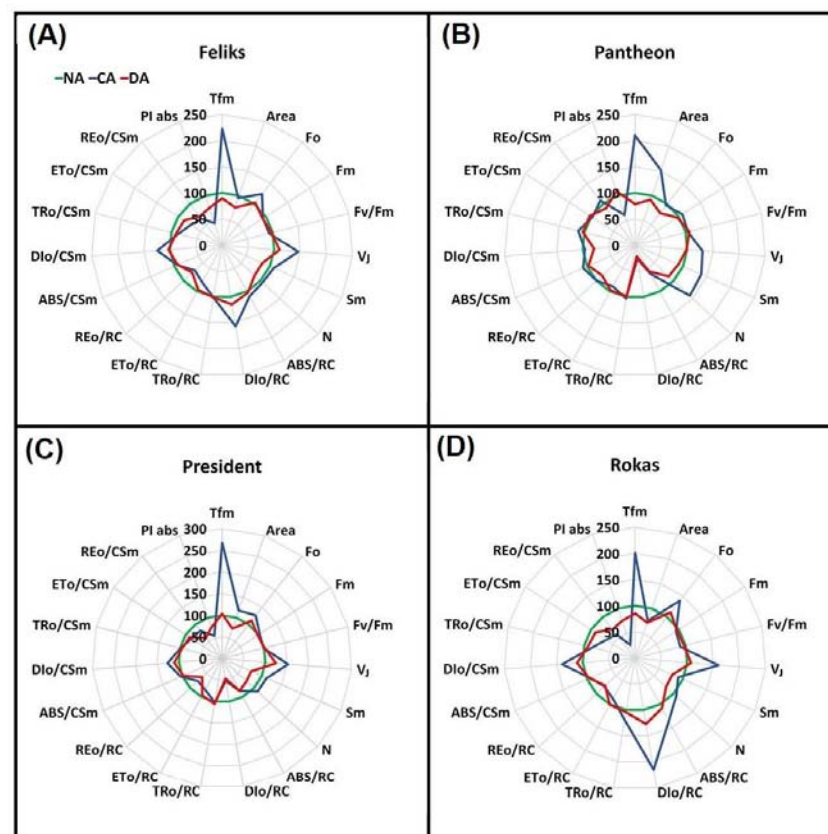 (A)
Feliks
NA CA DA
Tfm
Area
Fo
Fm
Fv/Fm
VJ
Sm
N
ABS/RC
DIo/RC
TRo/RC
ETo/RC
REo/RC
ABS/CSm
DIo/CSm
TRo/CSm
ETo/CSm
REo/CSm
PI abs
250
200
150
100
50
0
(B)
Pantheon
Tfm
Area
Fo
Fm
Fv/Fm
VJ
Sm
N
ABS/RC
DIo/RC
TRo/RC
ETo/RC
REo/RC
ABS/CSm
DIo/CSm
TRo/CSm
ETo/CSm
REo/CSm
PI abs
250
200
150
100
50
0
(C)
President
Tfm
Area
Fo
Fm
Fv/Fm
VJ
Sm
N
ABS/RC
DIo/RC
TRo/RC
ETo/RC
REo/RC
ABS/CSm
DIo/CSm
TRo/CSm
ETo/CSm
REo/CSm
PI abs
300
250
200
150
100
50
0
(D)
Rokas
Tfm
Area
Fo
Fm
Fv/Fm
VJ
Sm
N
ABS/RC
DIo/RC
TRo/RC
ETo/RC
REo/RC
ABS/CSm
DIo/CSm
TRo/CSm
ETo/CSm
REo/CSm
PI abs
250
200
150
100
50
0